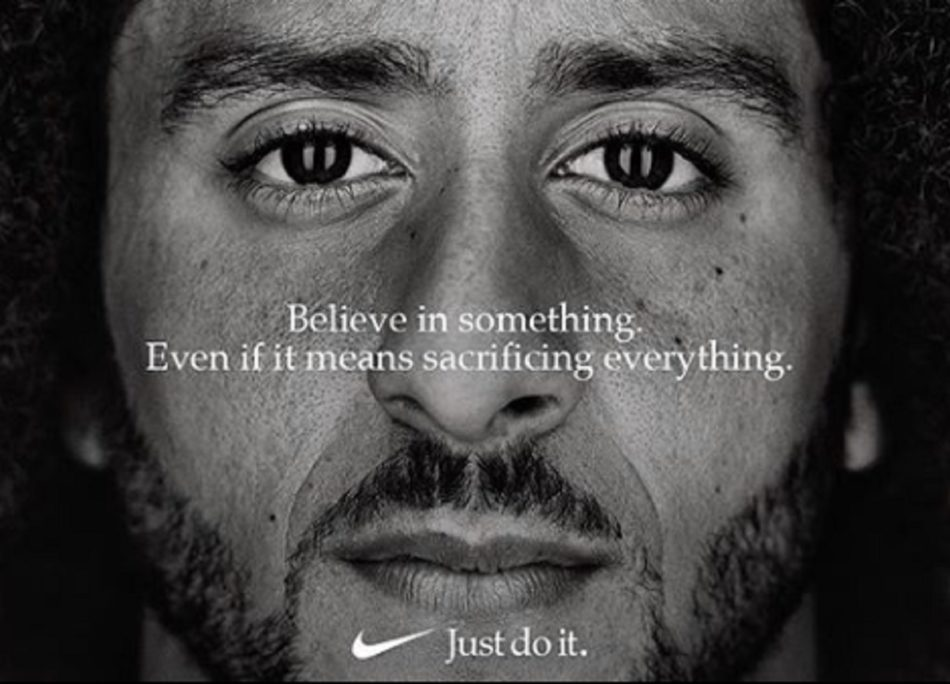 Believe in something.
Even if it means sacrificing everything.
Just do it.